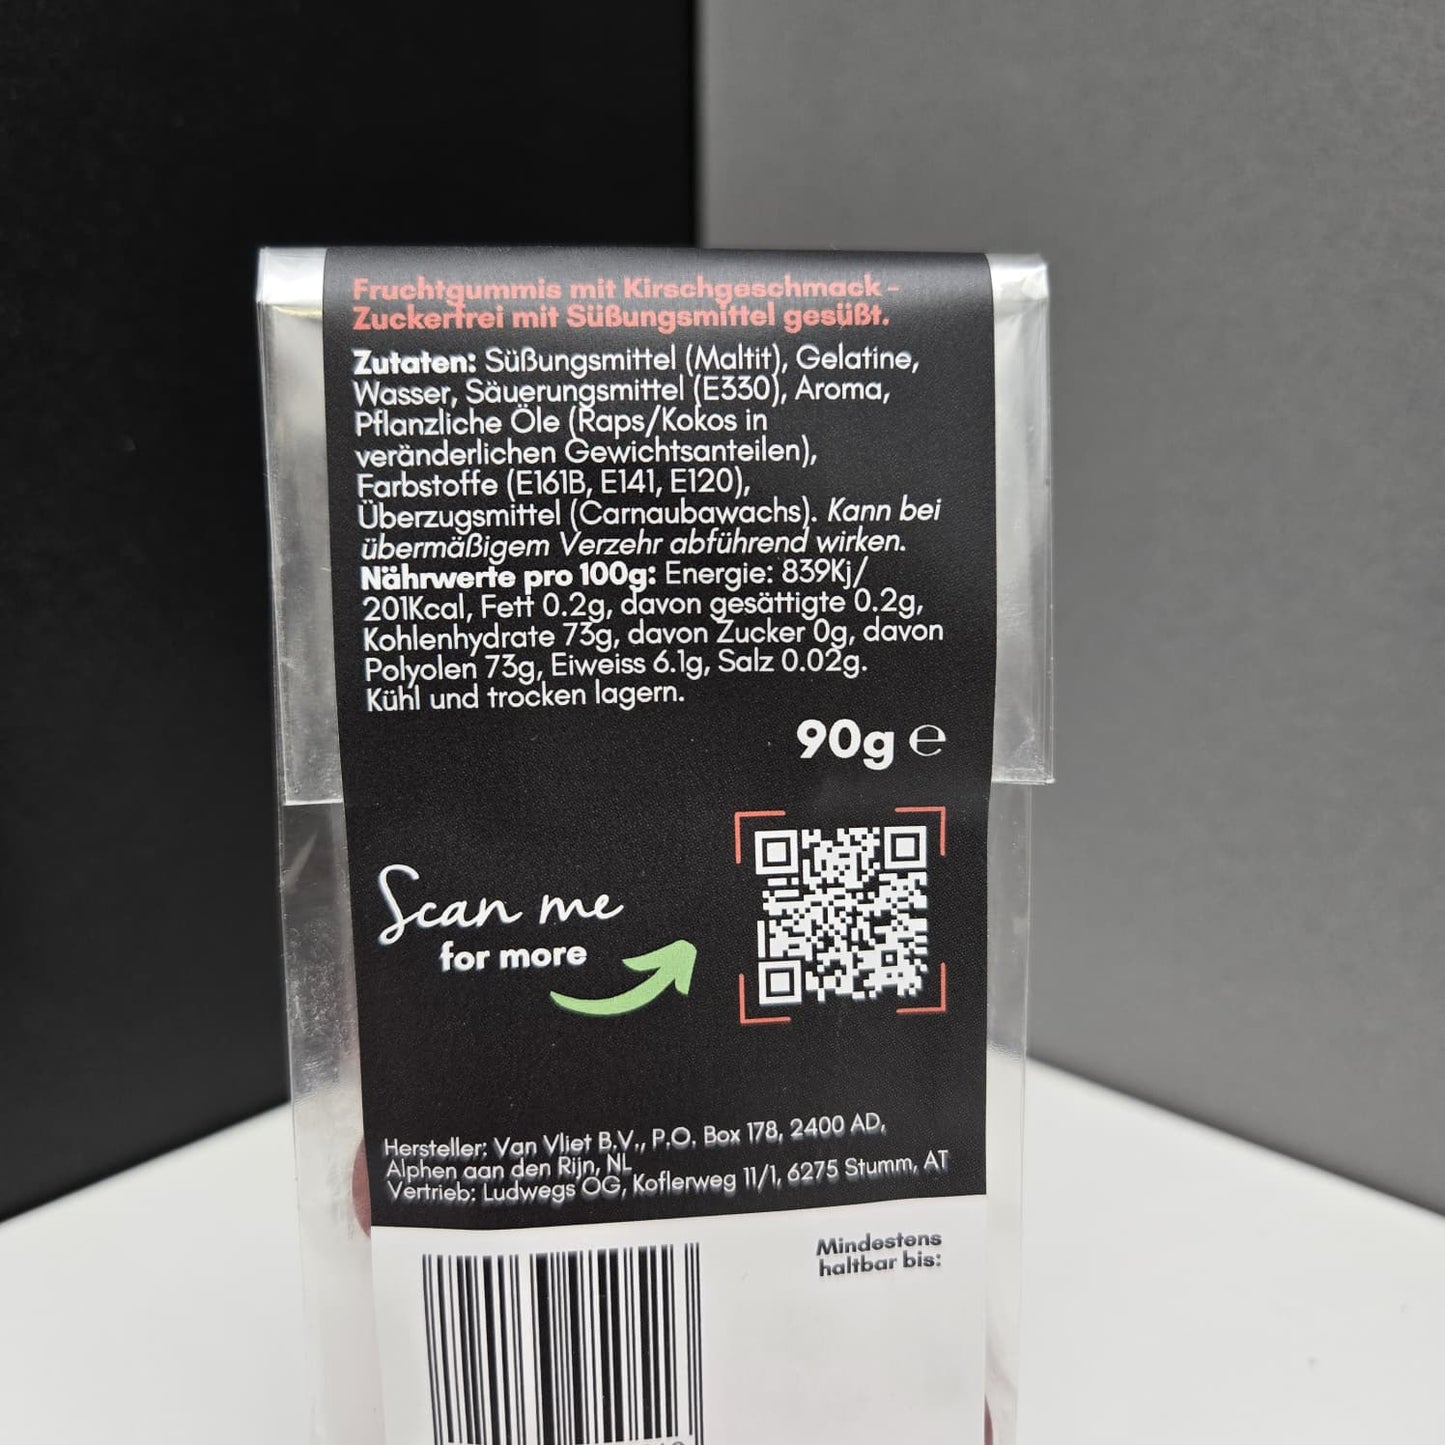 Fruchtgummis mit Kirschgeschmack -
Zuckerfrei mit Süßungsmittel gesüßt.
Zutaten: Süßungsmittel (Maltit), Gelatine,
Wasser, Säuerungsmittel (E330), Aroma,
Pflanzliche Öle (Raps/Kokos in
veränderlichen Gewichtsanteilen),
Farbstoffe (E161B, E141, E120),
Überzugsmittel (Carnaubawachs). Kann bei
übermäßigem Verzehr abführend wirken.
Nährwerte pro 100g: Energie: 839Kj/
201Kcal, Fett 0.2g, davon gesättigte 0.2g,
Kohlenhydrate 73g, davon Zucker 0g, davon
Polyolen 73g, Eiweiss 6.1g, Salz 0.02g.
Kühl und trocken lagern.
90g ℮
Scan me
for more
Hersteller: Van Vliet B.V., P.O. Box 178, 2400 AD,
Alphen aan den Rijn, NL
Vertrieb: Ludwegs OG, Koflerweg 11/1, 6275 Stumm, AT
Mindestens
haltbar bis: